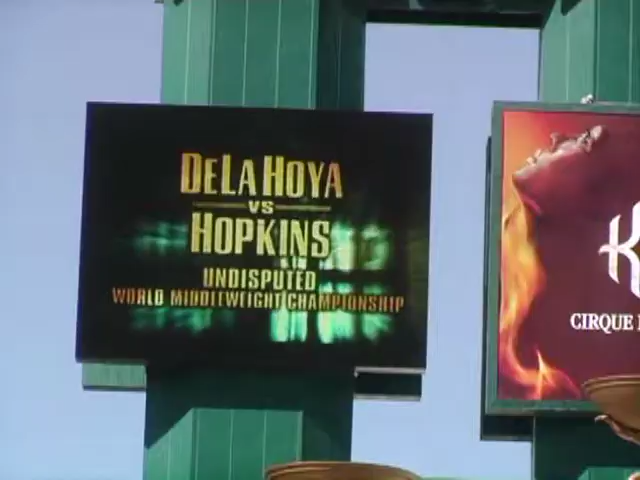 DELAHOYA
VS
HOPKINS
UNDISPUTED
WORLD MIDDLEWEIGHT CHAMPIONSHIP
K
CIRQUE